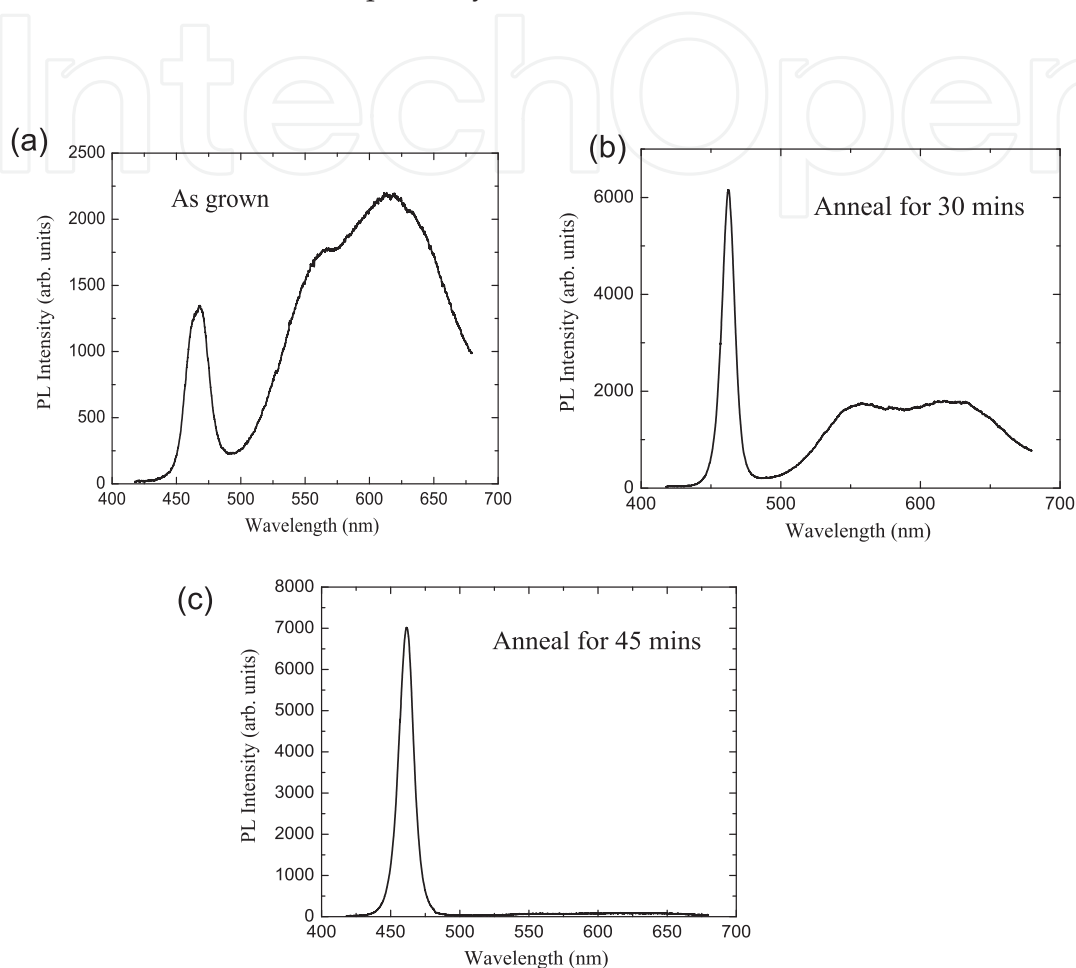 IntechOpen
(a)
As grown
PL Intensity (arb. units)
2500
2000
1500
1000
500
0
400 450 500 550 600 650 700
Wavelength (nm)
(b)
Anneal for 30 mins
PL Intensity (arb. units)
6000
4000
2000
0
400 500 600 700
Wavelength (nm)
(c)
Anneal for 45 mins
PL Intensity (arb. units)
8000
7000
6000
5000
4000
3000
2000
1000
0
400 450 500 550 600 650 700
Wavelength (nm)